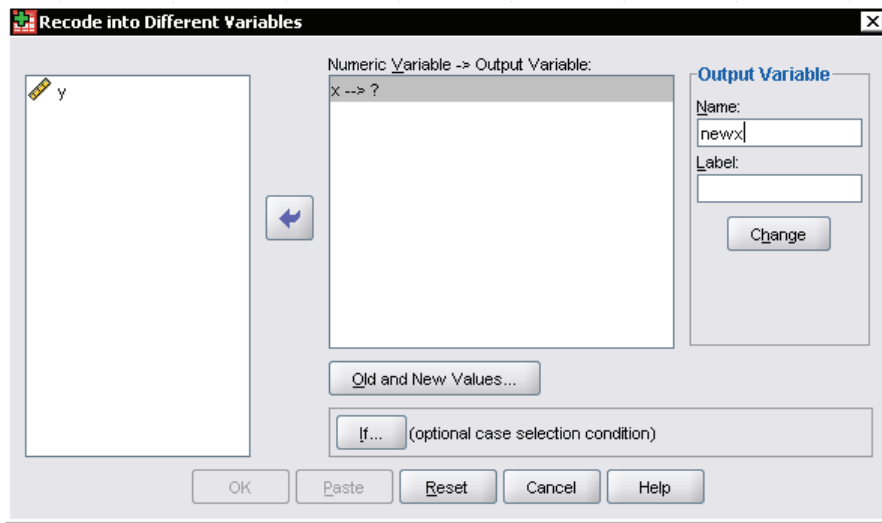 Recode into Different Variables
y
Numeric Variable -> Output Variable:
x --> ?
Output Variable
Name:
newx
Label:
Change
Old and New Values...
If... (optional case selection condition)
OK Paste Reset Cancel Help